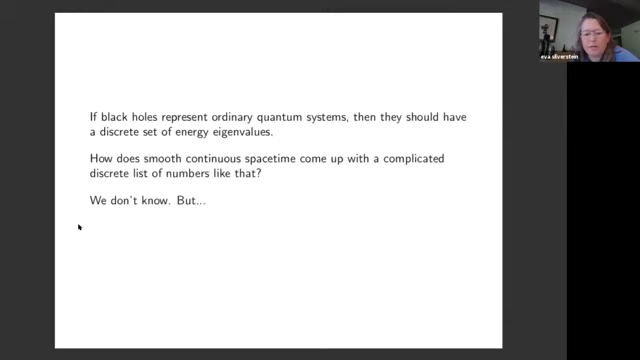 If black holes represent ordinary quantum systems, then they should have
a discrete set of energy eigenvalues.
How does smooth continuous spacetime come up with a complicated
discrete list of numbers like that?
We don't know. But...
eva silverstein